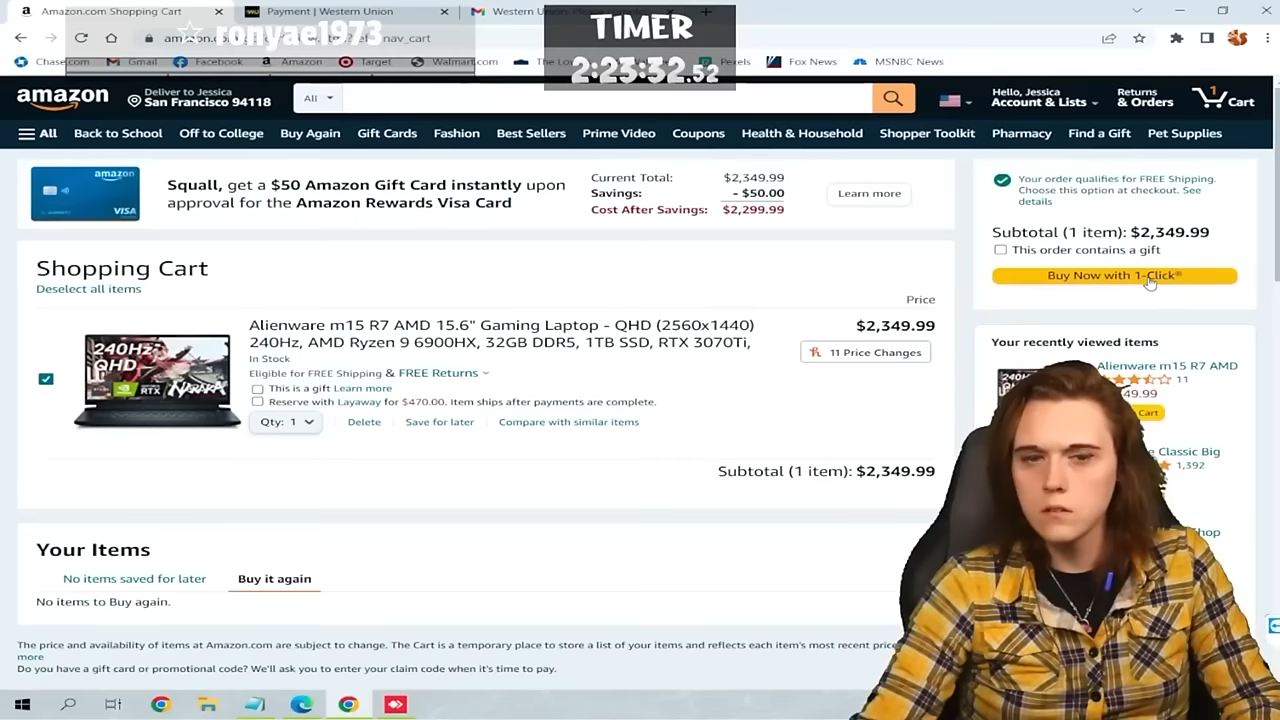 Amazon.com Shopping Cart
Payment | Western Union
TIMER
2:23:32.52
ronyae1973
nav_cart
Chase.com Gmail Facebook Amazon Target Walmart.com Pexels Fox News MSNBC News
amazon
Deliver to Jessica
San Francisco 94118
All
Hello, Jessica
Account & Lists
Returns
& Orders
1
Cart
All Back to School Off to College Buy Again Gift Cards Fashion Best Sellers Prime Video Coupons Health & Household Shopper Toolkit Pharmacy Find a Gift Pet Supplies
amazon
VISA
Squall, get a $50 Amazon Gift Card instantly upon
approval for the Amazon Rewards Visa Card
Current Total: $2,349.99
Savings: - $50.00
Cost After Savings: $2,299.99
Learn more
Your order qualifies for FREE Shipping.
Choose this option at checkout. See
details
Subtotal (1 item): $2,349.99
This order contains a gift
Buy Now with 1-Click®
Shopping Cart
Deselect all items
Price
240Hz
QHD
RTX
NARAKA
Alienware m15 R7 AMD 15.6" Gaming Laptop - QHD (2560x1440)
240Hz, AMD Ryzen 9 6900HX, 32GB DDR5, 1TB SSD, RTX 3070Ti,
In Stock
Eligible for FREE Shipping & FREE Returns
This is a gift Learn more
Reserve with Layaway for $470.00. Item ships after payments are complete.
Qty: 1 Delete Save for later Compare with similar items
$2,349.99
11 Price Changes
Subtotal (1 item): $2,349.99
Your recently viewed items
Alienware m15 R7 AMD
11
49.99
Cart
Classic Big
1,392
hop
Your Items
No items saved for later Buy it again
No items to Buy again.
The price and availability of items at Amazon.com are subject to change. The Cart is a temporary place to store a list of your items and reflects each item's most recent price
more
Do you have a gift card or promotional code? We'll ask you to enter your claim code when it's time to pay.